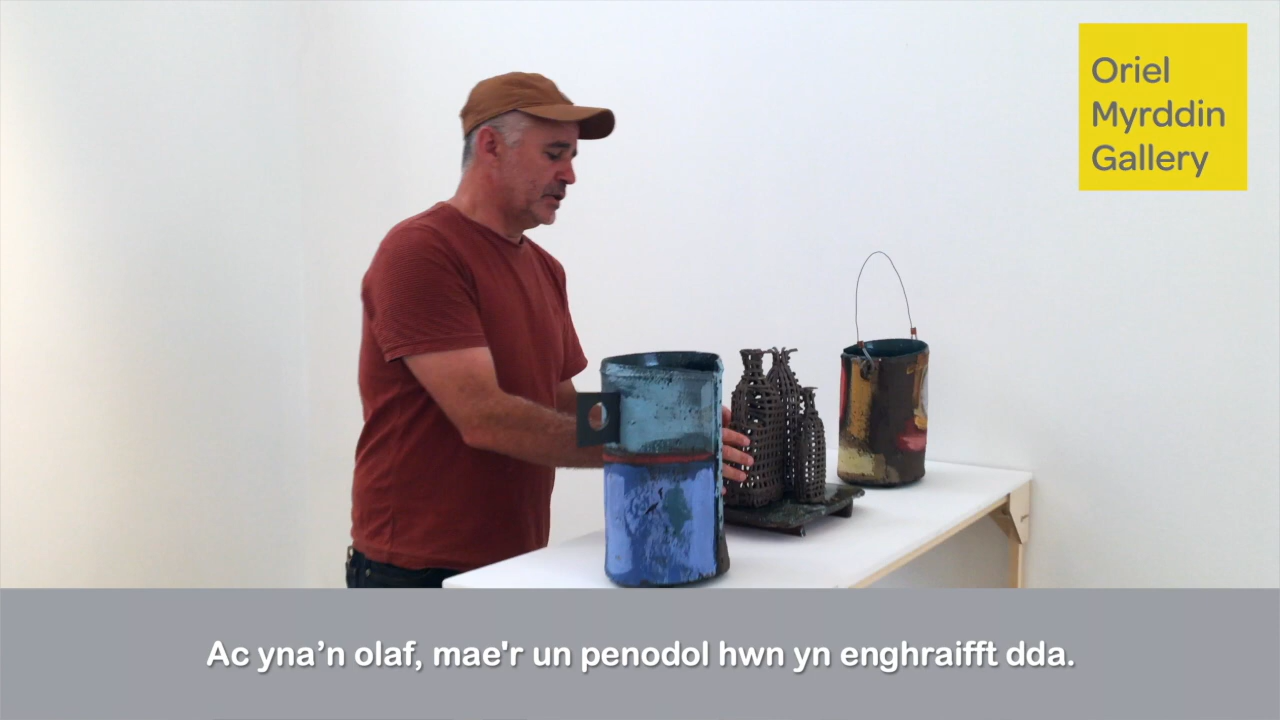 Oriel
Myrddin
Gallery
Ac yna’n olaf, mae'r un penodol hwn yn enghraifft dda.